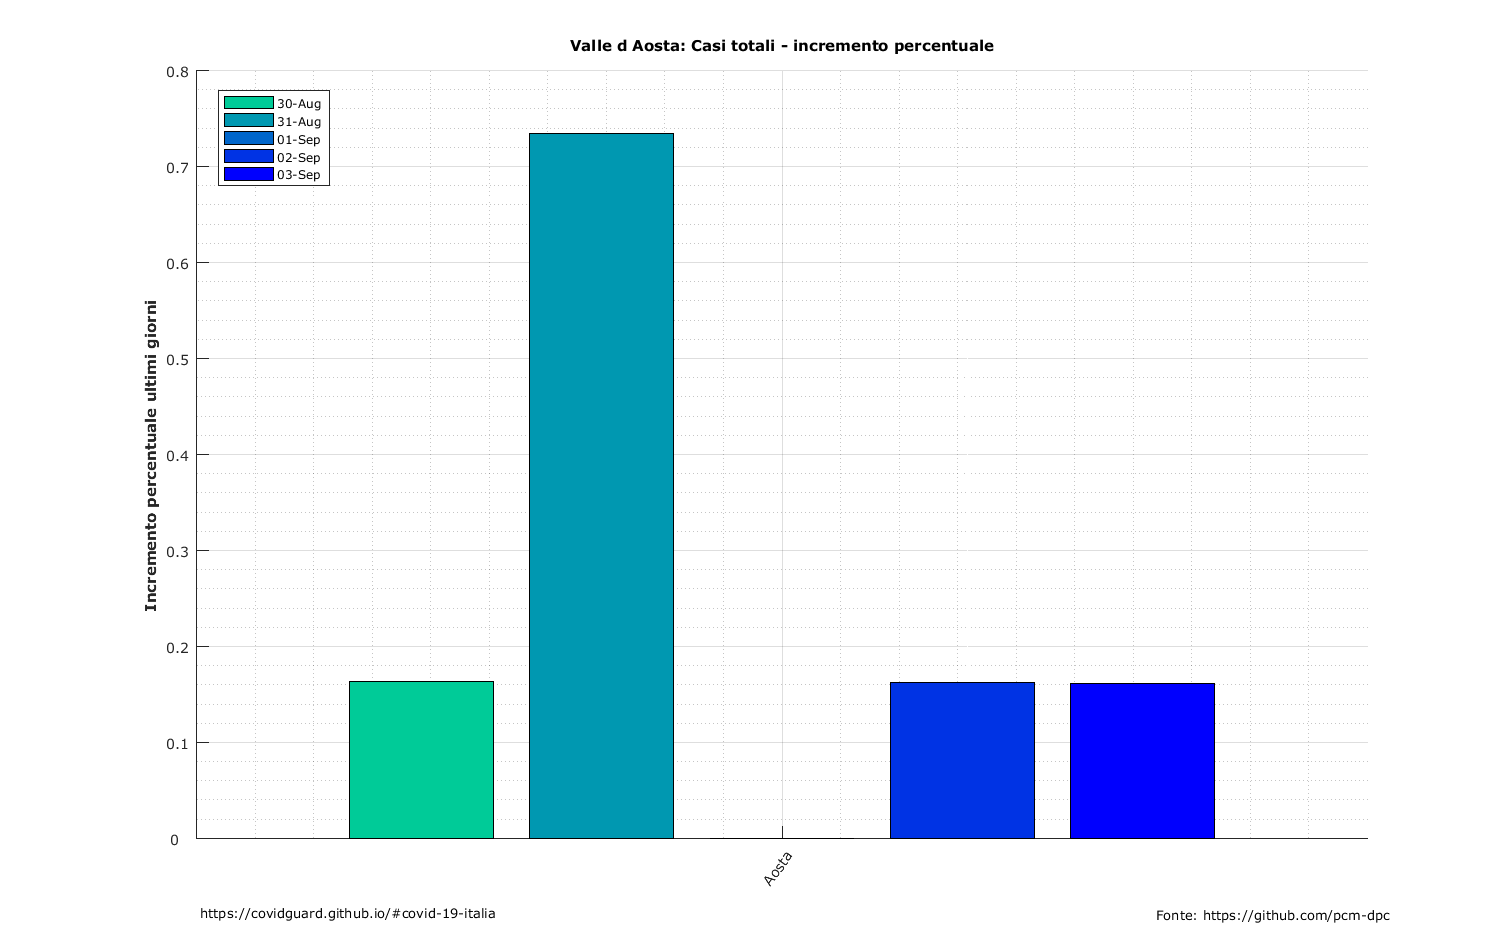 Valle d Aosta: Casi totali - incremento percentuale
Incremento percentuale ultimi giorni
0.8
0.7
0.6
0.5
0.4
0.3
0.2
0.1
0
30-Aug
31-Aug
01-Sep
02-Sep
03-Sep
Aosta
https://covidguard.github.io/#covid-19-italia
Fonte: https://github.com/pcm-dpc